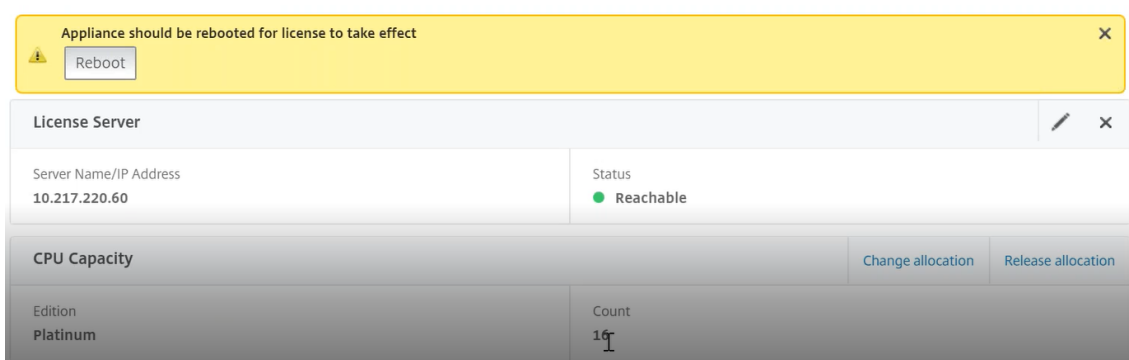 Appliance should be rebooted for license to take effect
Reboot
License Server
Server Name/IP Address
Status
10.217.220.60
Reachable
CPU Capacity
Change allocation
Release allocation
Edition
Count
Platinum
16